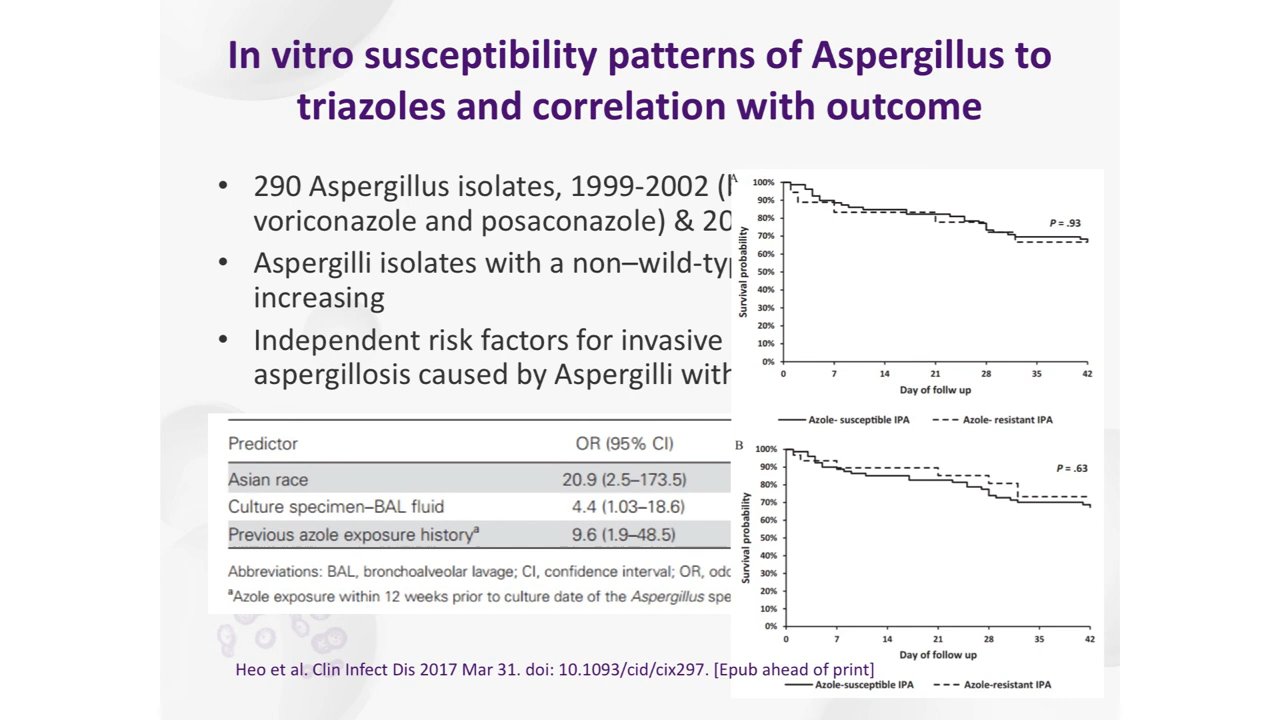 In vitro susceptibility patterns of Aspergillus to
triazoles and correlation with outcome
• 290 Aspergillus isolates, 1999-2002 (
voriconazole and posaconazole) & 20
• Aspergilli isolates with a non–wild-typ
increasing
• Independent risk factors for invasive
aspergillosis caused by Aspergilli with
Predictor OR (95% CI)
Asian race 20.9 (2.5–173.5)
Culture specimen–BAL fluid 4.4 (1.03–18.6)
Previous azole exposure historyᵃ 9.6 (1.9–48.5)
Abbreviations: BAL, bronchoalveolar lavage; CI, confidence interval; OR, odd
ᵃAzole exposure within 12 weeks prior to culture date of the Aspergillus spe
Heo et al. Clin Infect Dis 2017 Mar 31. doi: 10.1093/cid/cix297. [Epub ahead of print]
A
Survival probability
100%
90%
80%
70%
60%
50%
40%
30%
20%
10%
0%
P = .93
0 7 14 21 28 35 42
Day of follw up
Azole- susceptible IPA Azole- resistant IPA
B
Survival probability
100%
90%
80%
70%
60%
50%
40%
30%
20%
10%
0%
P = .63
0 7 14 21 28 35 42
Day of follow up
Azole-susceptible IPA Azole-resistant IPA